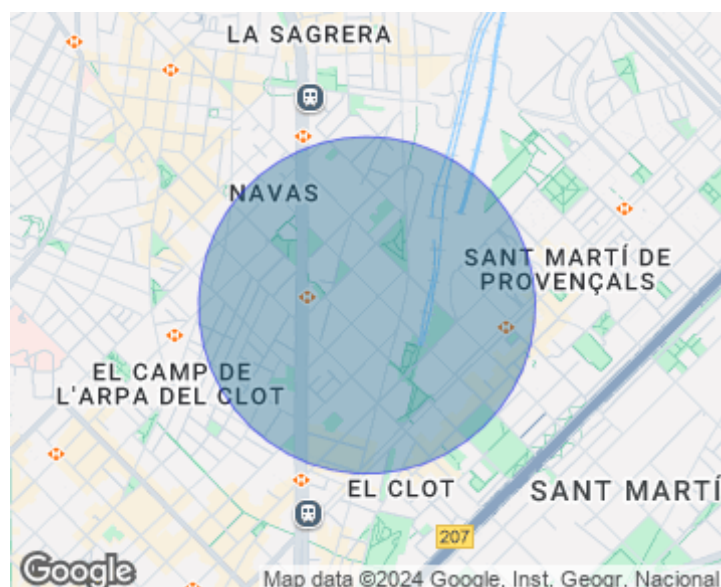 LA SAGRERA
NAVAS
SANT MARTÍ DE
PROVENÇALS
EL CAMP DE
L'ARPA DEL CLOT
EL CLOT
SANT MARTÍ
207
Google
Map data ©2024 Google, Inst. Geogr. Nacional